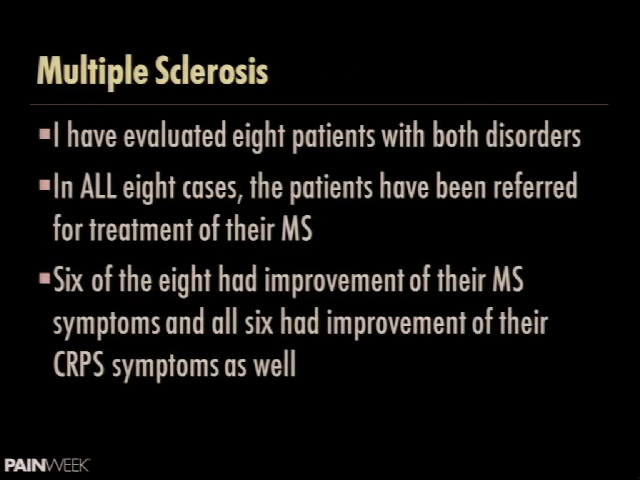 Multiple Sclerosis
▪I have evaluated eight patients with both disorders
▪In ALL eight cases, the patients have been referred
for treatment of their MS
▪Six of the eight had improvement of their MS
symptoms and all six had improvement of their
CRPS symptoms as well
PAINWEEK